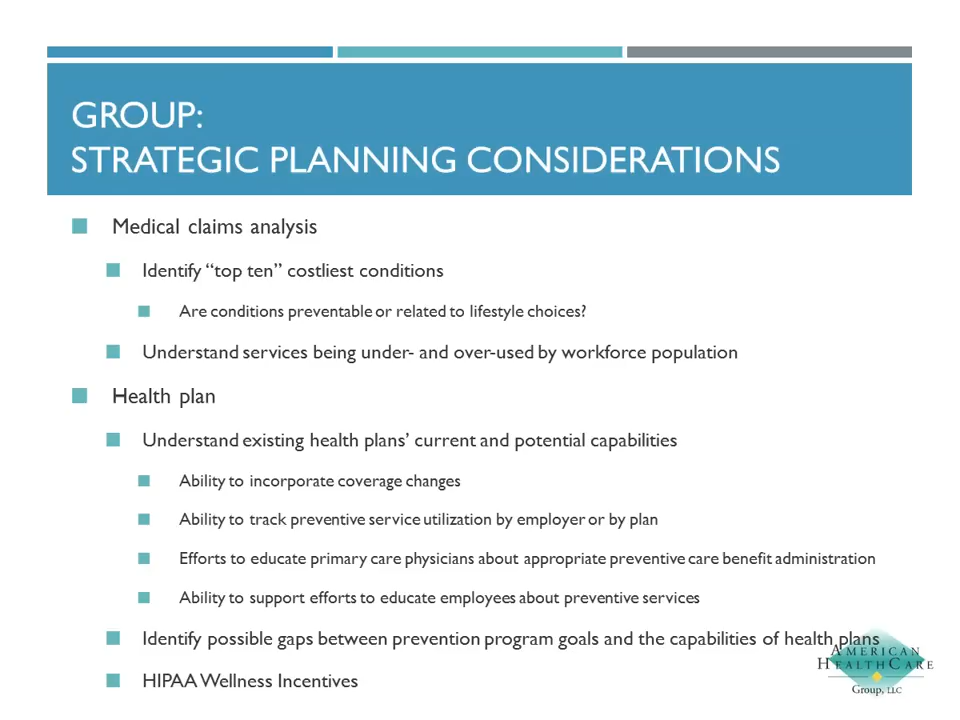 GROUP:
STRATEGIC PLANNING CONSIDERATIONS
Medical claims analysis
Identify “top ten” costliest conditions
Are conditions preventable or related to lifestyle choices?
Understand services being under- and over-used by workforce population
Health plan
Understand existing health plans’ current and potential capabilities
Ability to incorporate coverage changes
Ability to track preventive service utilization by employer or by plan
Efforts to educate primary care physicians about appropriate preventive care benefit administration
Ability to support efforts to educate employees about preventive services
Identify possible gaps between prevention program goals and the capabilities of health plans
HIPAA Wellness Incentives
AMERICAN
HEALTHCARE
Group, LLC